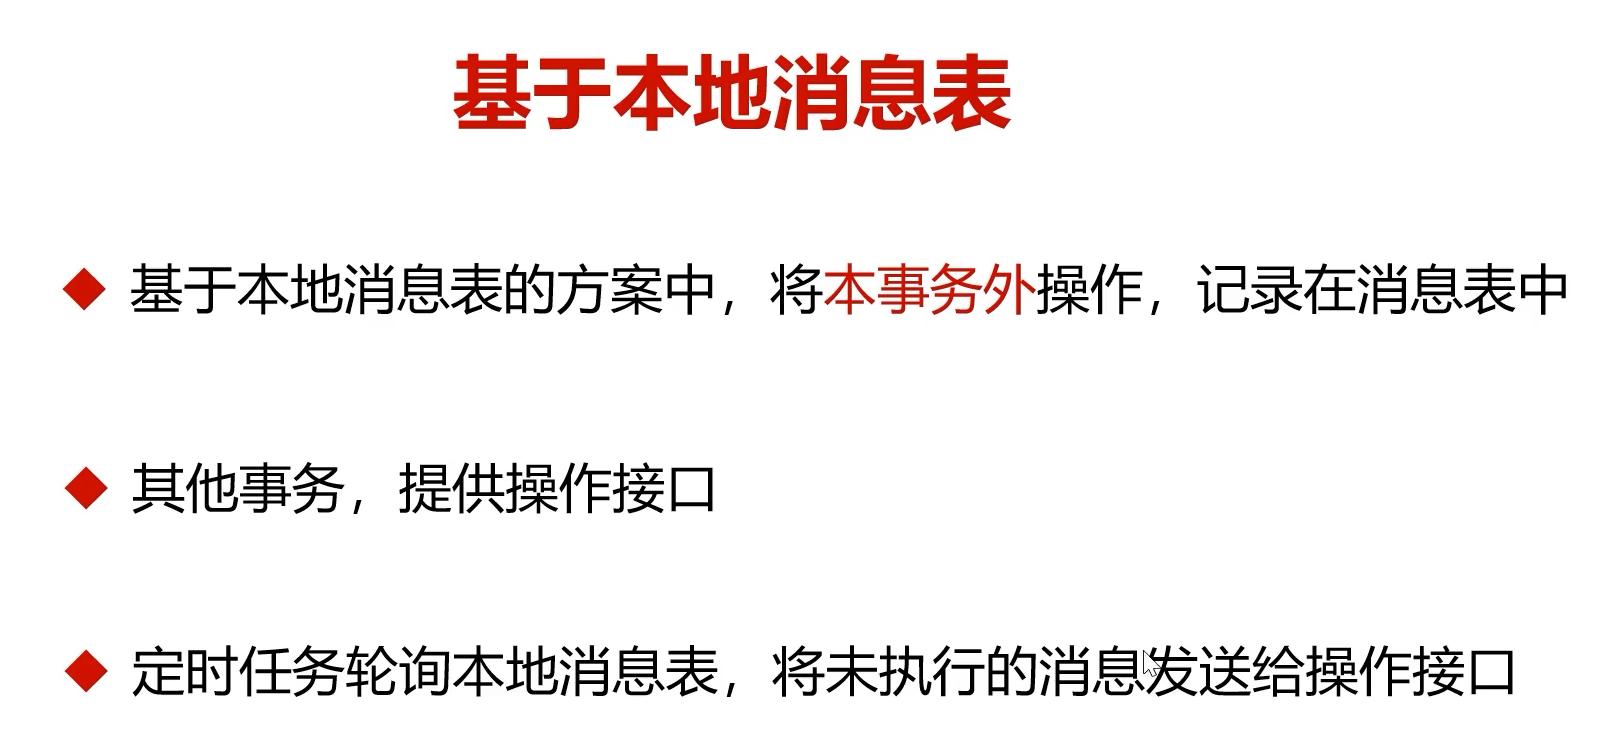 基于本地消息表
基于本地消息表的方案中，将本事务外操作，记录在消息表中
其他事务，提供操作接口
定时任务轮询本地消息表，将未执行的消息发送给操作接口